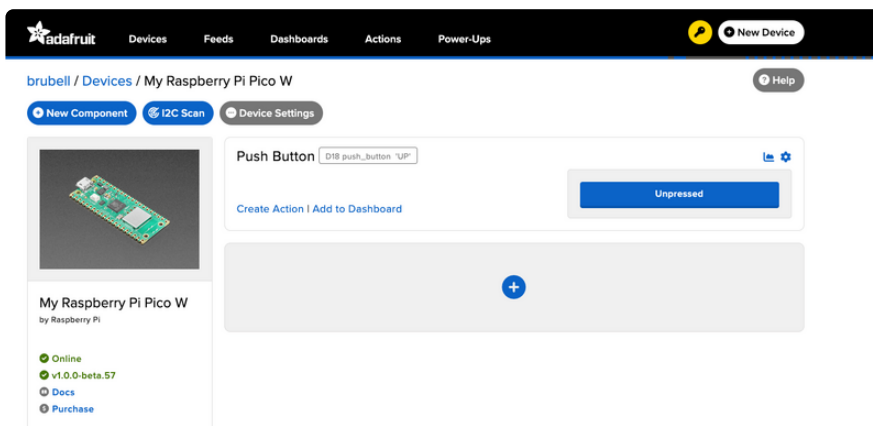 adafruit Devices Feeds Dashboards Actions Power-Ups New Device
brubell / Devices / My Raspberry Pi Pico W Help
New Component I2C Scan Device Settings
Push Button D18 push_button 'UP'
Unpressed
Create Action | Add to Dashboard
My Raspberry Pi Pico W
by Raspberry Pi
Online
v1.0.0-beta.57
Docs
Purchase